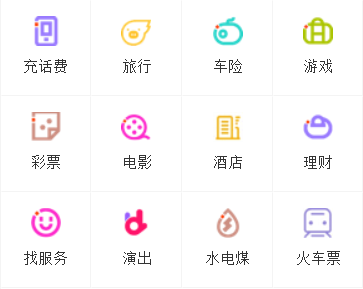 充话费 旅行 车险 游戏
彩票 电影 酒店 理财
找服务 演出 水电煤 火车票